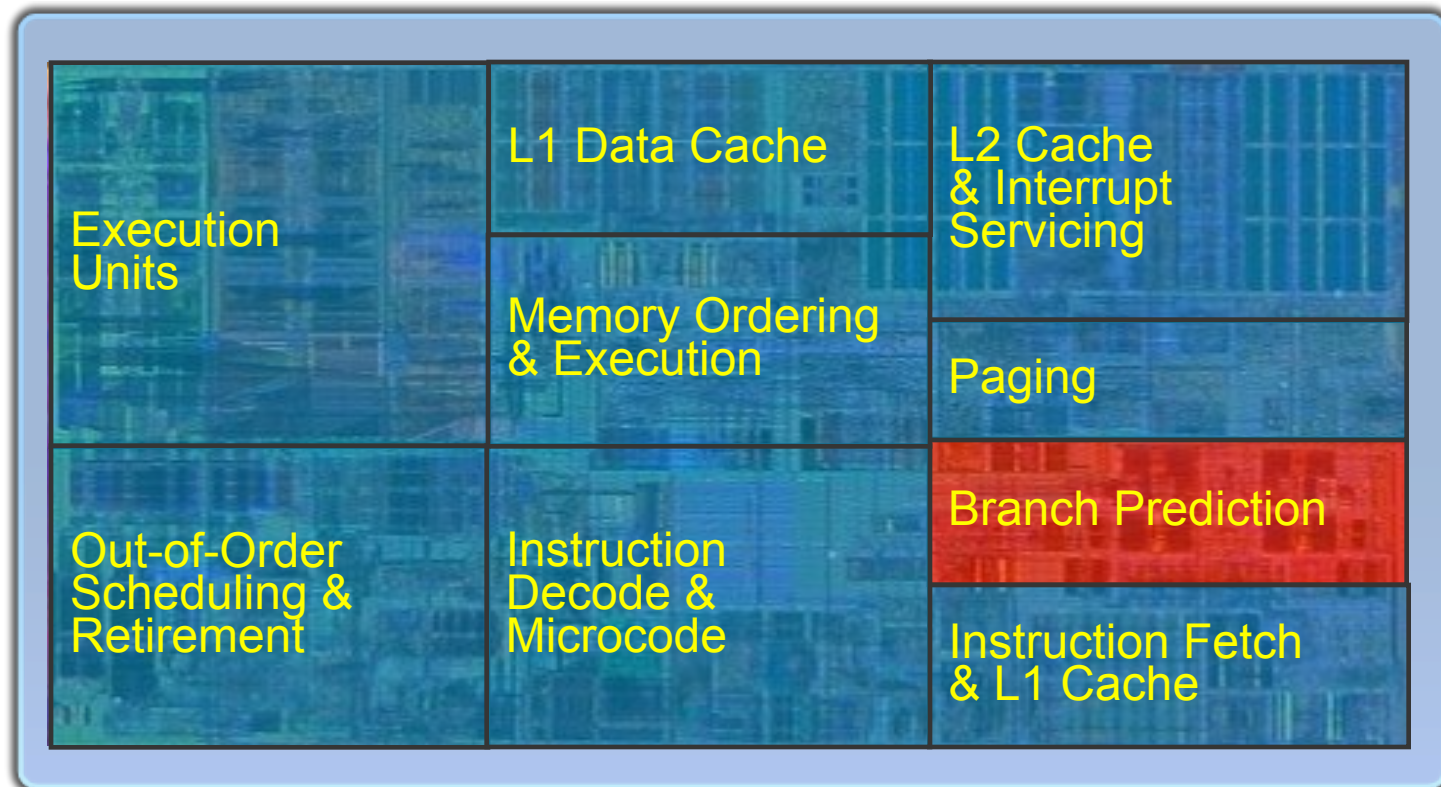 Execution
Units
L1 Data Cache
L2 Cache
& Interrupt
Servicing
Memory Ordering
& Execution
Paging
Branch Prediction
Out-of-Order
Scheduling &
Retirement
Instruction
Decode &
Microcode
Instruction Fetch
& L1 Cache